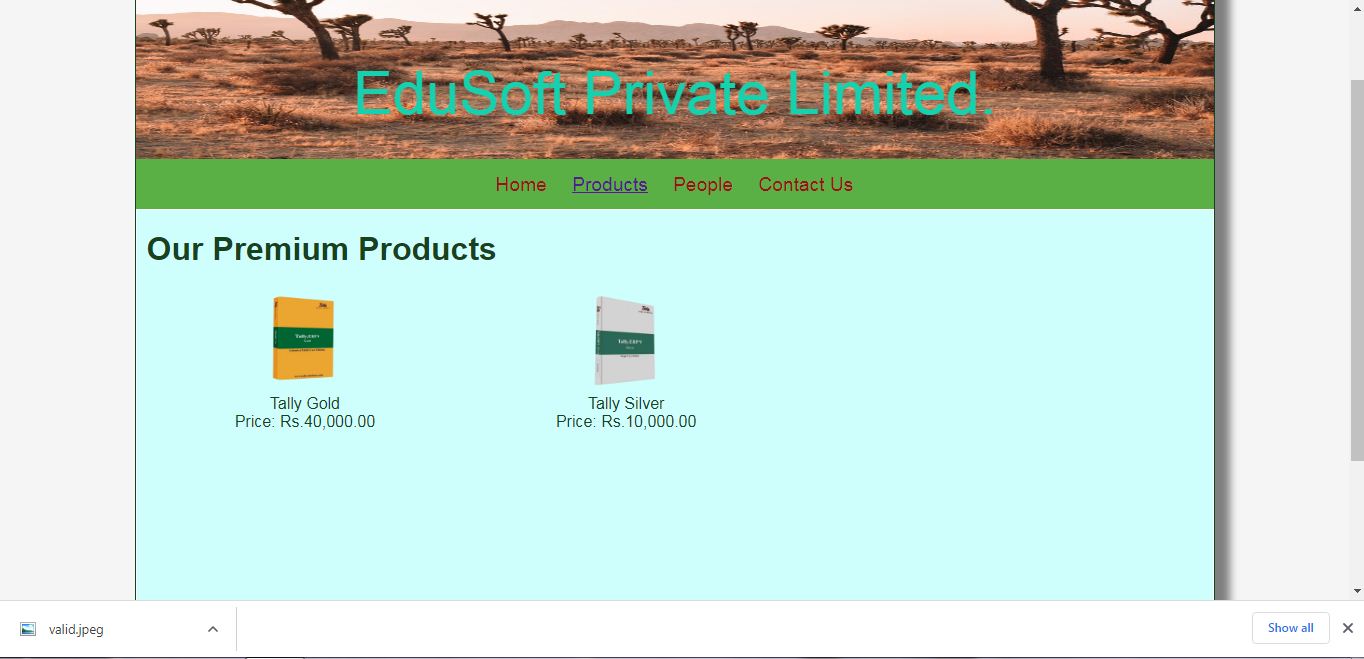 EduSoft Private Limited.
Home Products People Contact Us
Our Premium Products
Tally.ERP 9
Tally.ERP 9
Tally Gold
Tally Silver
Price: Rs.40,000.00
Price: Rs.10,000.00
valid.jpeg
Show all